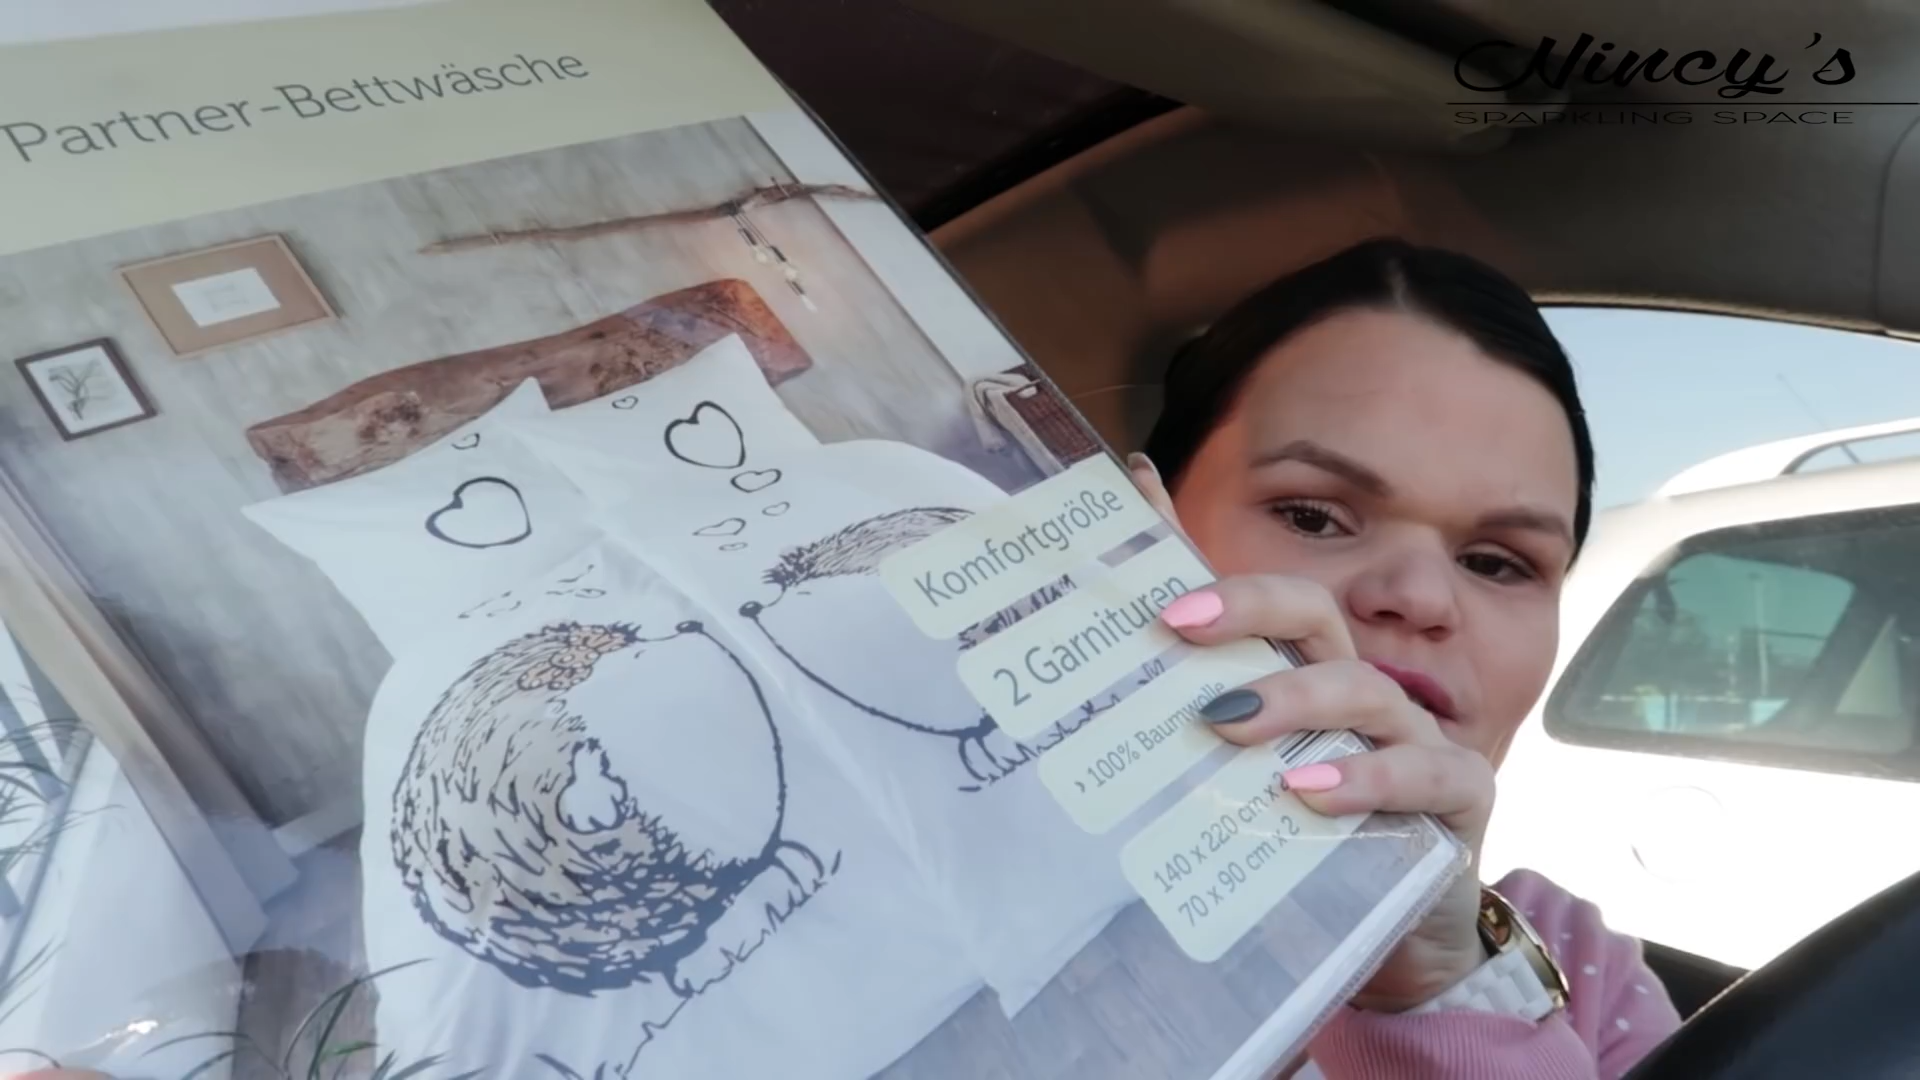 Nincy's
SPARKLING SPACE
Partner-Bettwäsche
Komfortgröße
2 Garnituren
› 100% Baumwolle
140 x 220 cm x 2
70 x 90 cm x 2